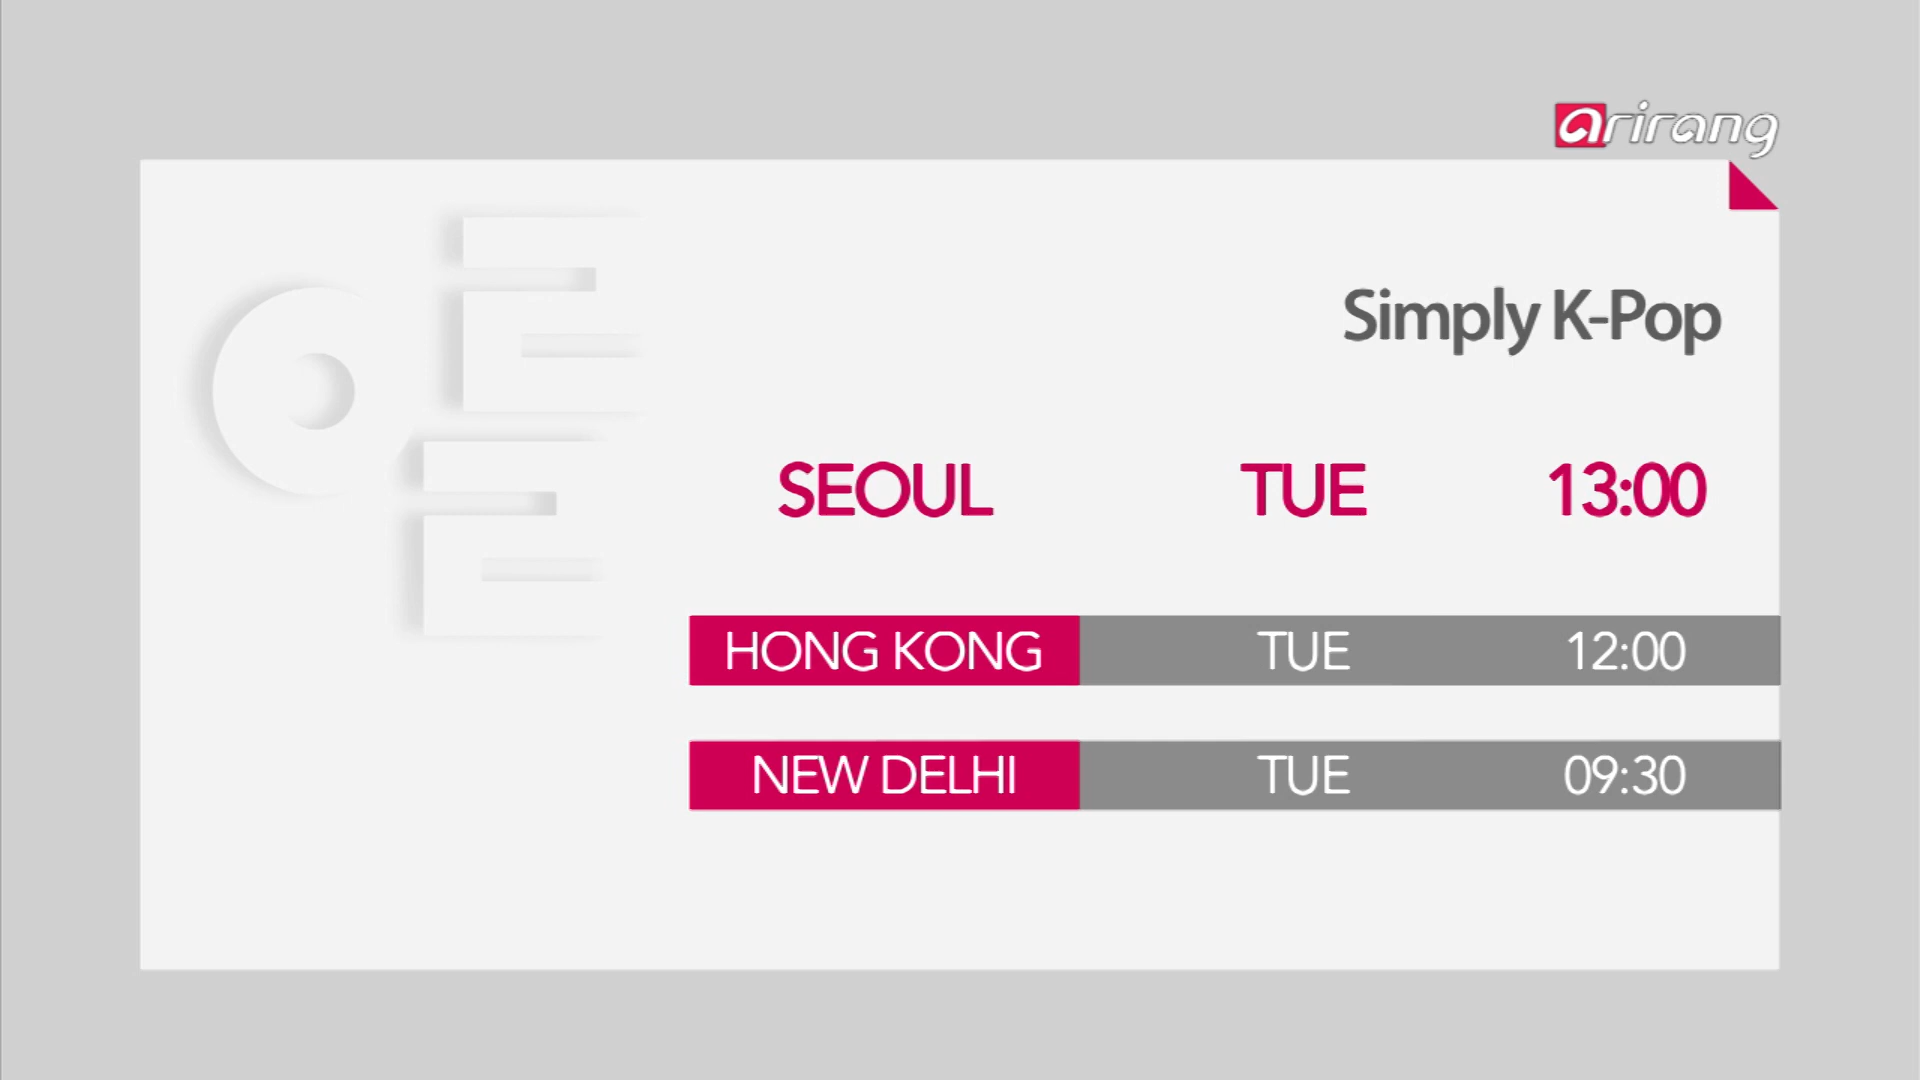 arirang
Simply K-Pop
SEOUL TUE 13:00
HONG KONG TUE 12:00
NEW DELHI TUE 09:30